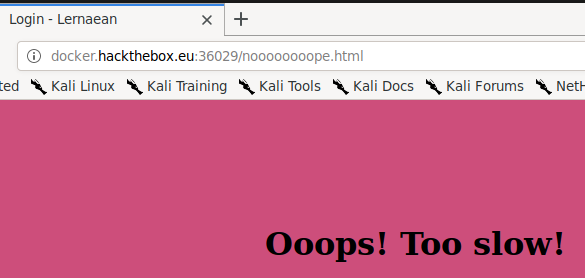 Login - Lernaean
docker.hackthebox.eu:36029/noooooooope.html
ted Kali Linux Kali Training Kali Tools Kali Docs Kali Forums NetH
Ooops! Too slow!